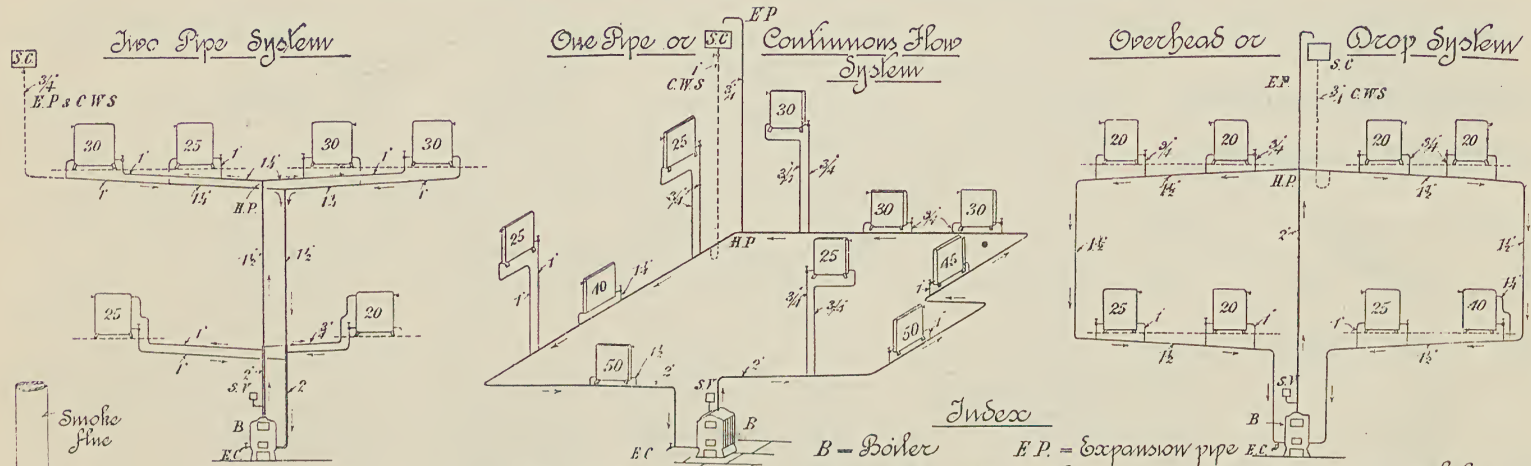 Two Pipe System
S.C.
3/4"
E.P. & C.W.S
30
25
30
30
1"
1"
1¼"
1"
1"
1¼"
1¼"
1"
H.P.
1½"
1½"
25
20
1"
1"
3/4"
2"
2
S.V
B
E.C
Smoke
flue
One Pipe or
S.C
E P
Continuous Flow
System
1"
C.W.S
3/4"
30
25
3/4"
3/4"
3/4"
30
30
3/4"
H.P
25
1"
1"
40
1¼"
25
3/4"
3/4"
45
1"
50
1"
50
1½
2"
2"
S.V
B
E.C
Overhead or Drop System
S.C
E.P.
3/4" C.W.S
20
20
20
20
3/4"
3/4"
3/4"
1½"
H.P.
1½"
1½"
2"
1½"
25
20
25
40
1"
1"
1"
1¼"
1½"
1½"
S.V
B
E.C
Index
B = Boiler
E P. = Expansion pipe